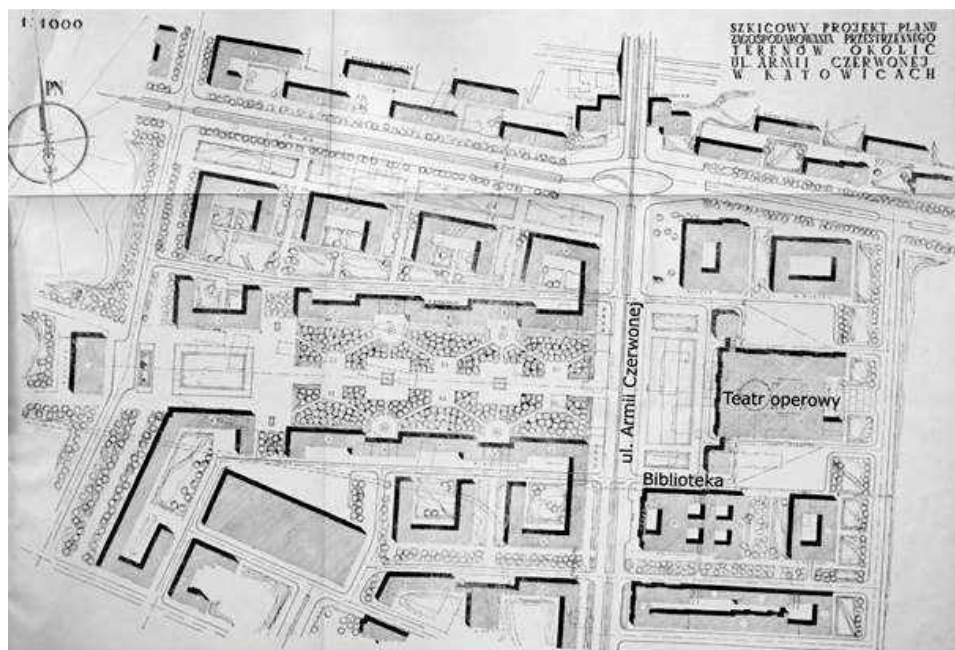 1:1000
SZKICOWY PROJEKT PLANU
ZAGOSPODAROWANIA PRZESTRZENNEGO
TERENÓW OKOLIC
UL. ARMII CZERWONEJ
W KATOWICACH
PN
ul. Armii Czerwonej
Teatr operowy
Biblioteka